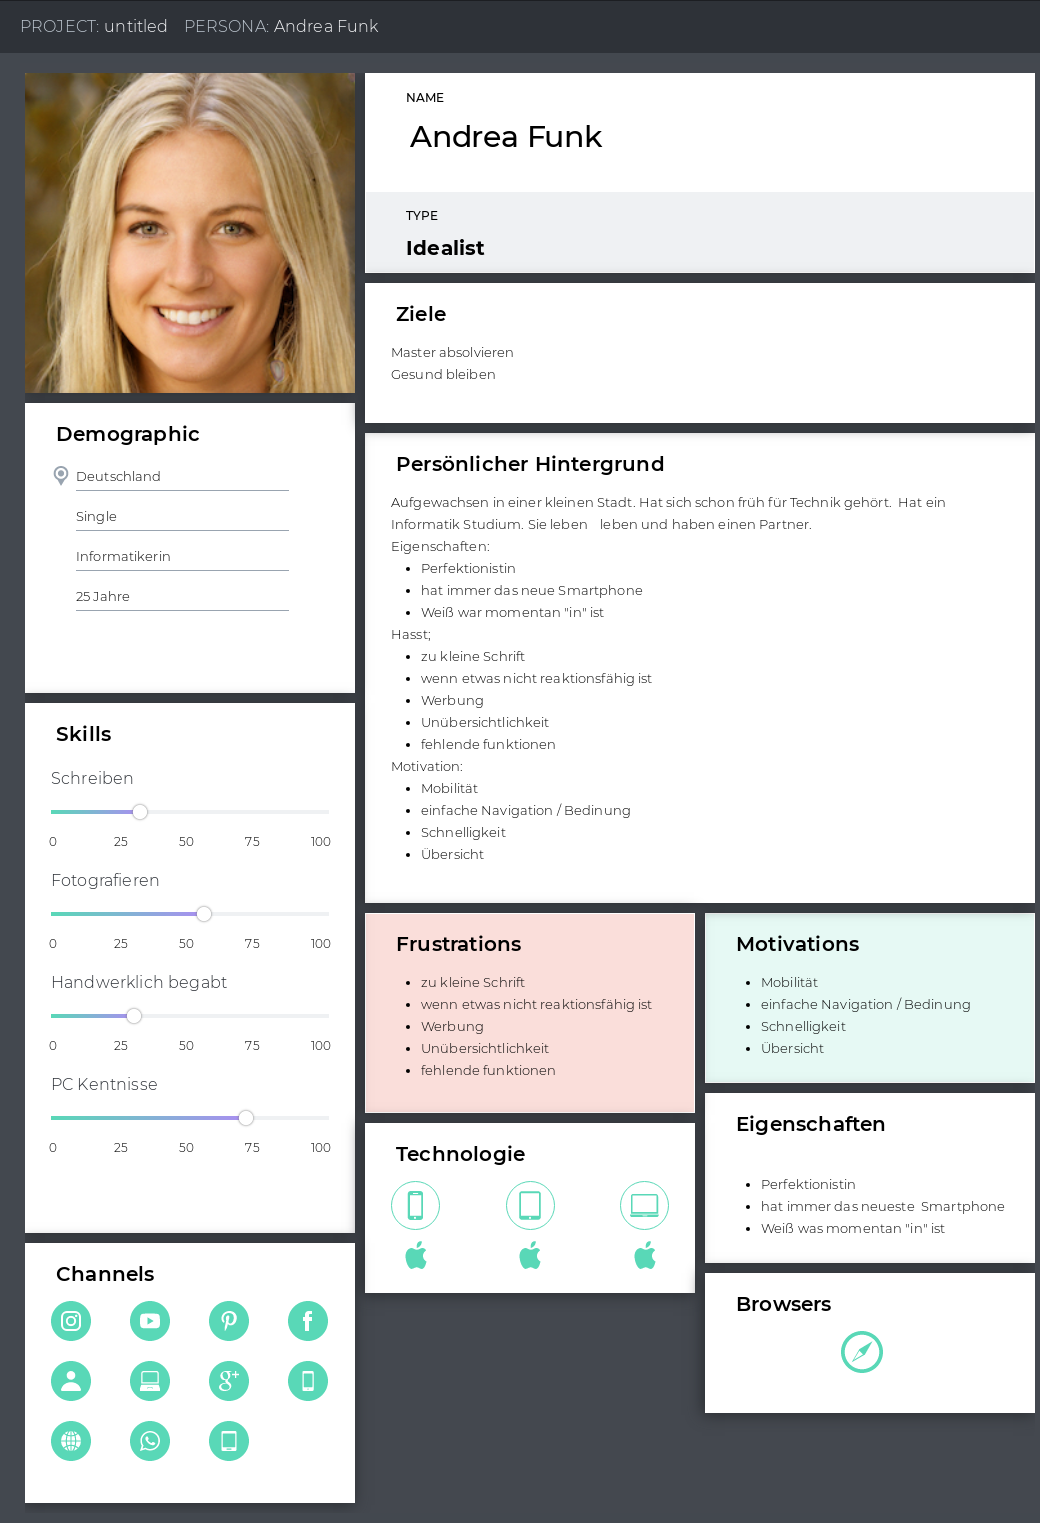 PROJECT: untitled PERSONA: Andrea Funk
NAME
Andrea Funk
TYPE
Idealist
Ziele
Master absolvieren
Gesund bleiben
Demographic
Deutschland
Single
Informatikerin
25 Jahre
Persönlicher Hintergrund
Aufgewachsen in einer kleinen Stadt. Hat sich schon früh für Technik gehört. Hat ein
Informatik Studium. Sie leben leben und haben einen Partner.
Eigenschaften:
• Perfektionistin
• hat immer das neue Smartphone
• Weiß war momentan "in" ist
Hasst;
• zu kleine Schrift
• wenn etwas nicht reaktionsfähig ist
• Werbung
• Unübersichtlichkeit
• fehlende funktionen
Motivation:
• Mobilität
• einfache Navigation / Bedinung
• Schnelligkeit
• Übersicht
Skills
Schreiben
0 25 50 75 100
Fotografieren
0 25 50 75 100
Handwerklich begabt
0 25 50 75 100
PC Kentnisse
0 25 50 75 100
Frustrations
• zu kleine Schrift
• wenn etwas nicht reaktionsfähig ist
• Werbung
• Unübersichtlichkeit
• fehlende funktionen
Motivations
• Mobilität
• einfache Navigation / Bedinung
• Schnelligkeit
• Übersicht
Technologie
Eigenschaften
• Perfektionistin
• hat immer das neueste Smartphone
• Weiß was momentan "in" ist
Channels
Browsers